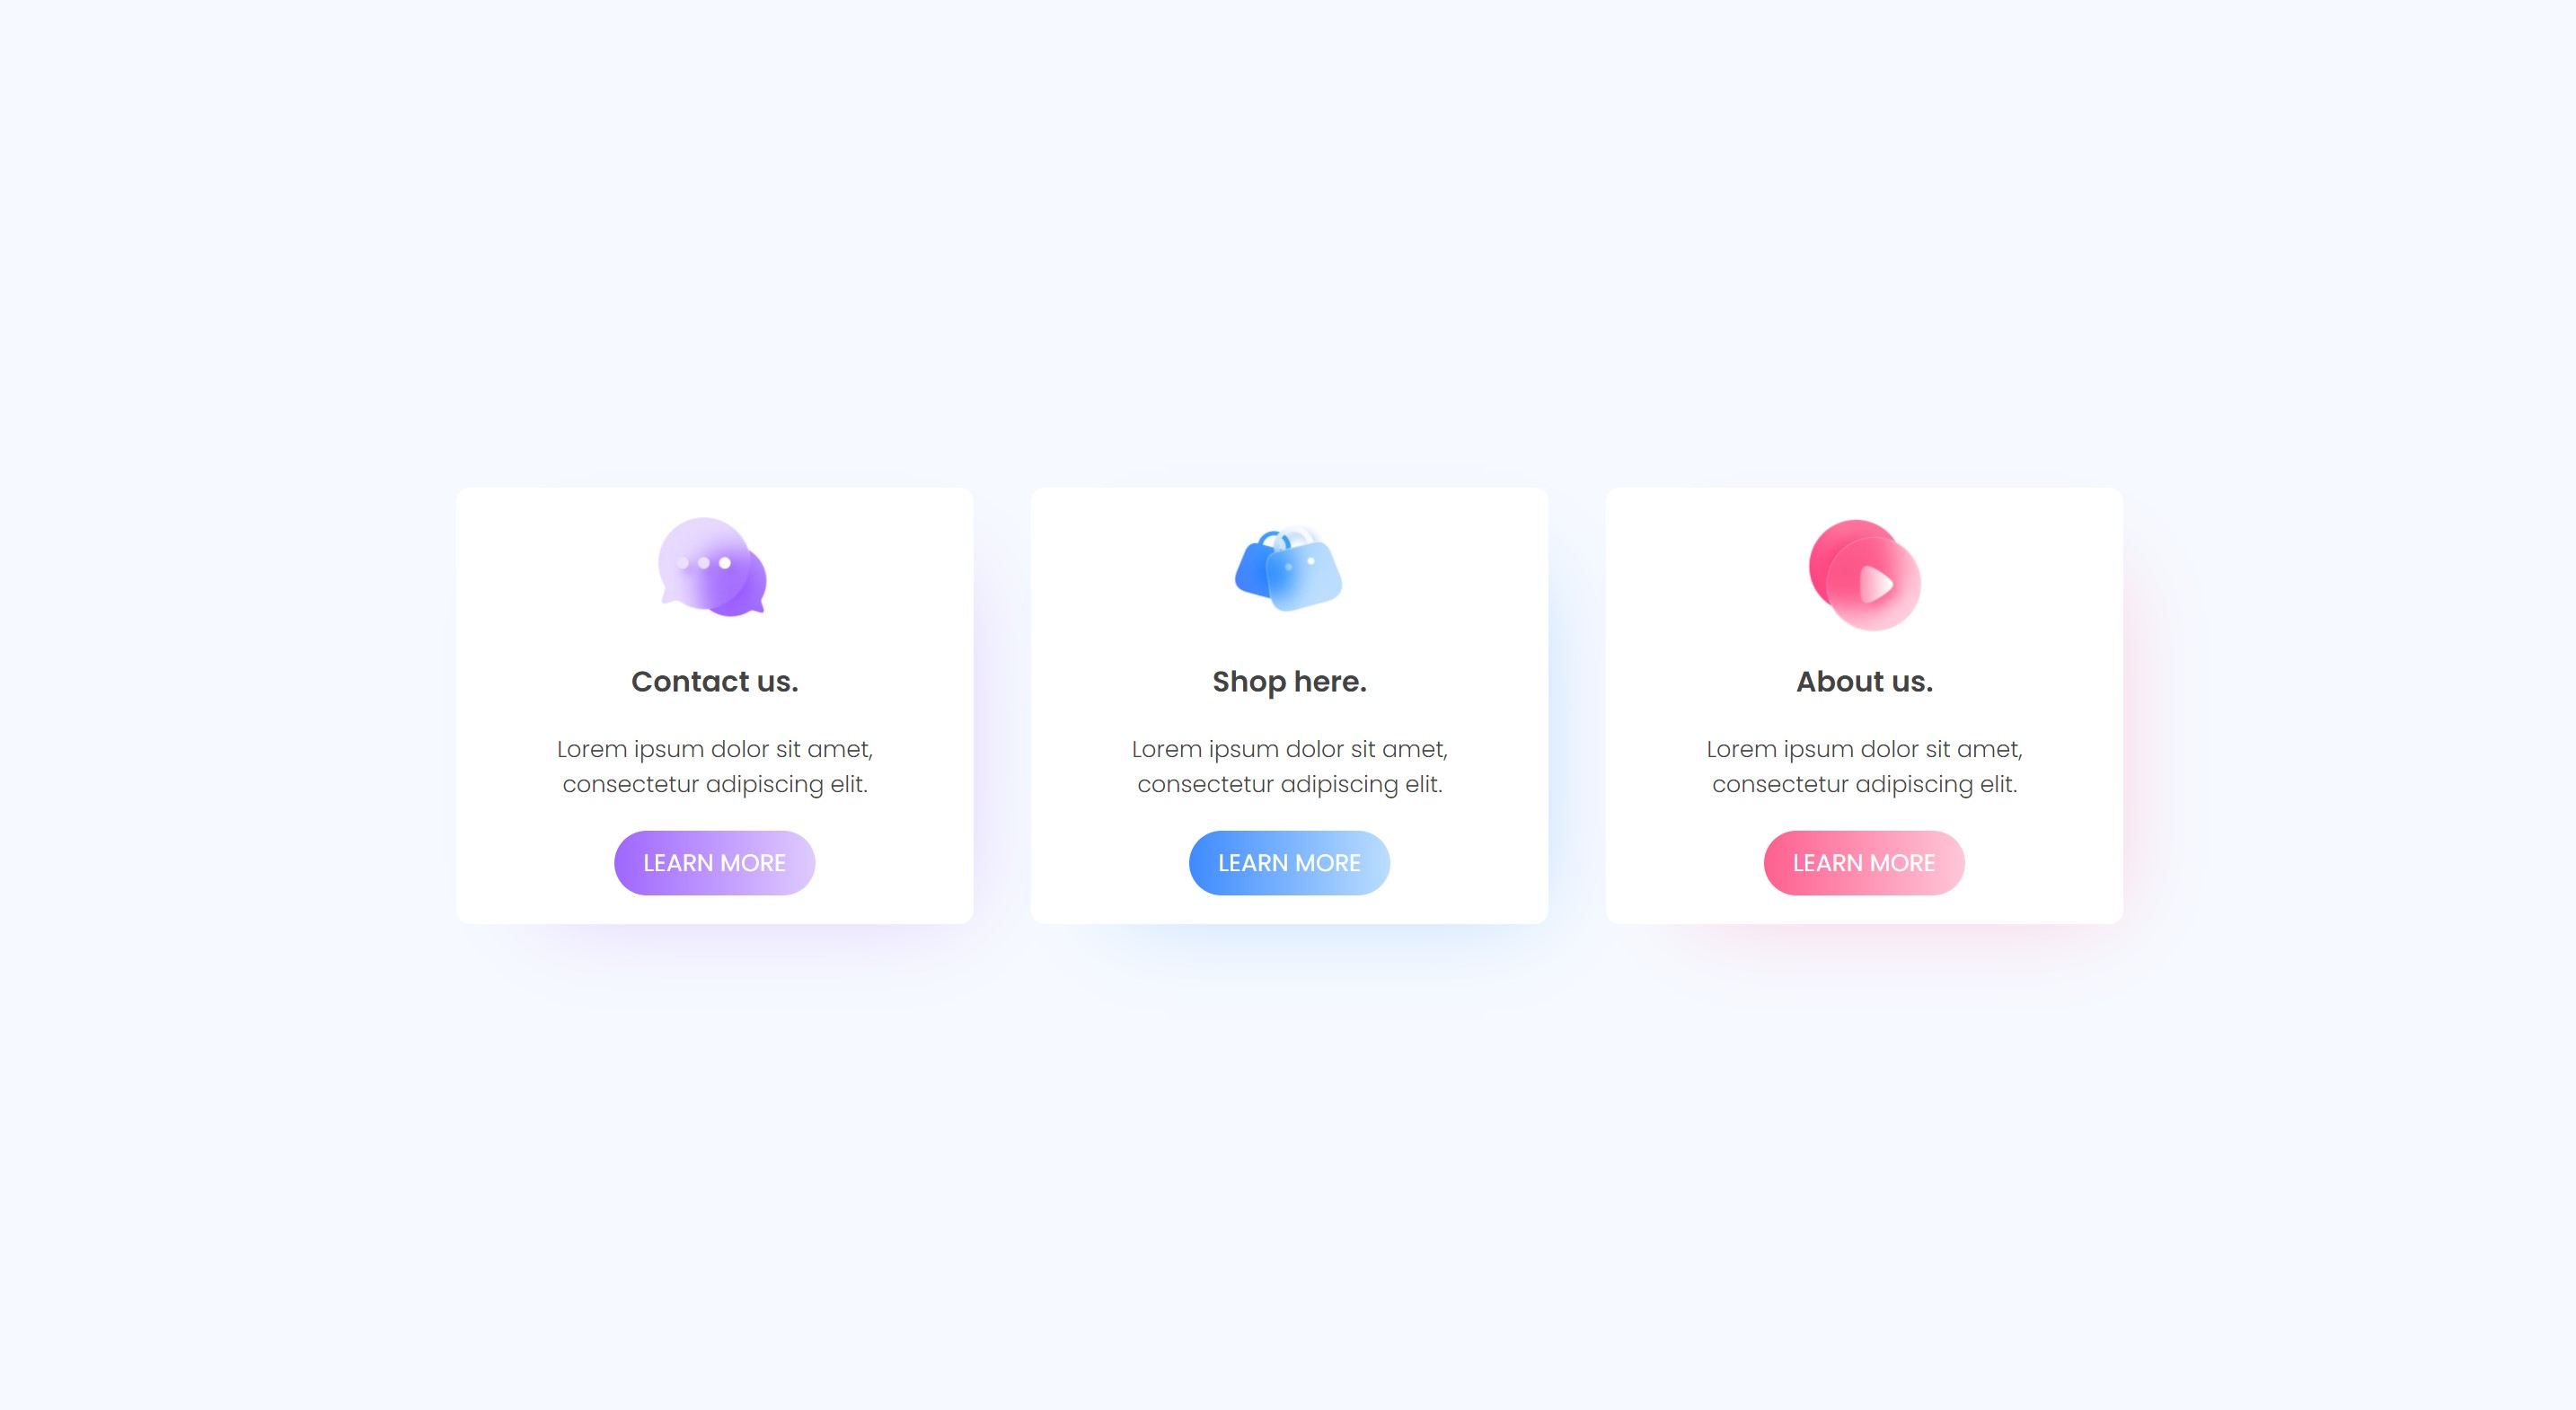 Contact us.
Lorem ipsum dolor sit amet,
consectetur adipiscing elit.
LEARN MORE
Shop here.
Lorem ipsum dolor sit amet,
consectetur adipiscing elit.
LEARN MORE
About us.
Lorem ipsum dolor sit amet,
consectetur adipiscing elit.
LEARN MORE